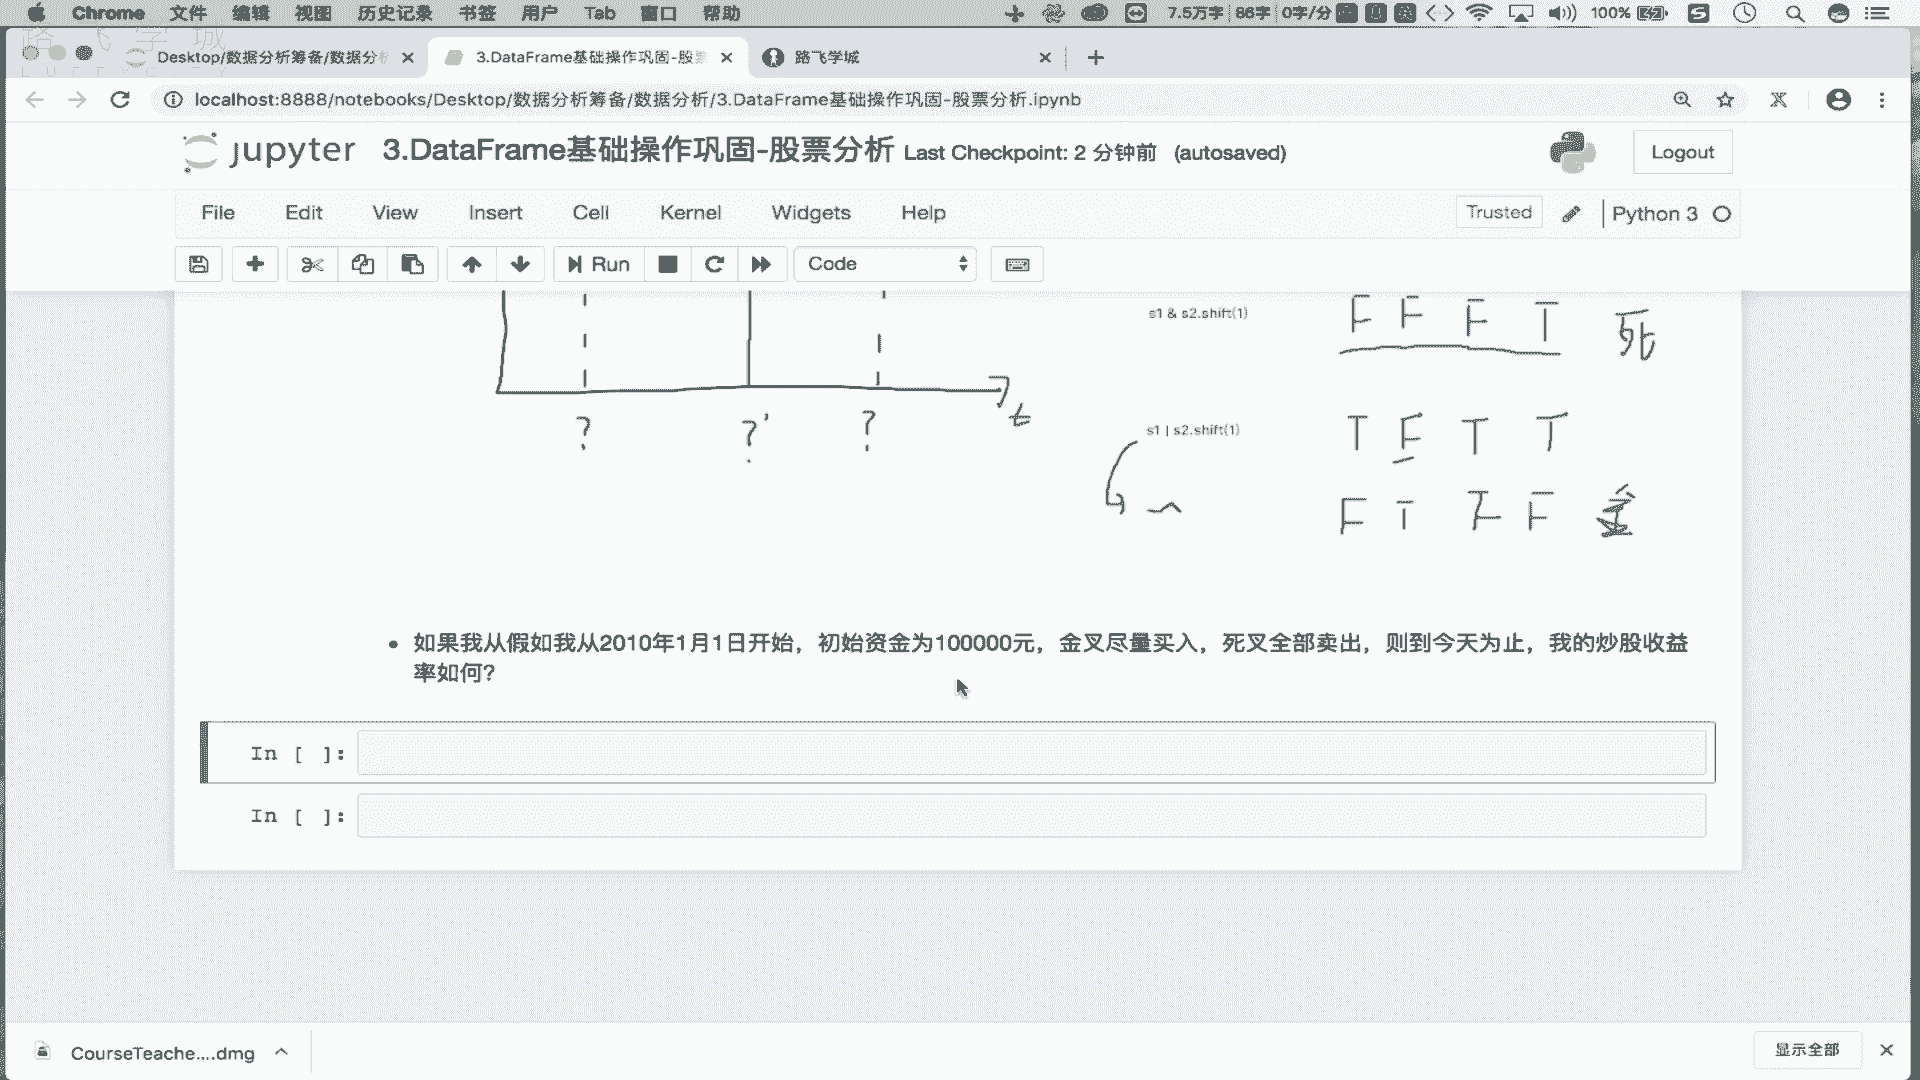 Chrome 文件 编辑 视图 历史记录 书签 用户 Tab 窗口 帮助 7.5万字 86字 0字/分 100%
Desktop/数据分析筹备/数据分析
3.DataFrame基础操作巩固-股票
路飞学城
localhost:8888/notebooks/Desktop/数据分析筹备/数据分析/3.DataFrame基础操作巩固-股票分析.ipynb
jupyter 3.DataFrame基础操作巩固-股票分析 Last Checkpoint: 2 分钟前 (autosaved)
Logout
File Edit View Insert Cell Kernel Widgets Help
Trusted
Python 3
Run
Code
s1 & s2.shift(1)
F F F T 死
t
? ?' ?
s1 | s2.shift(1)
T F T T
F T F F 金
如果我从假如我从2010年1月1日开始，初始资金为100000元，金叉尽量买入，死叉全部卖出，则到今天为止，我的炒股收益
率如何?
In [ ]:
In [ ]:
CourseTeache....dmg
显示全部